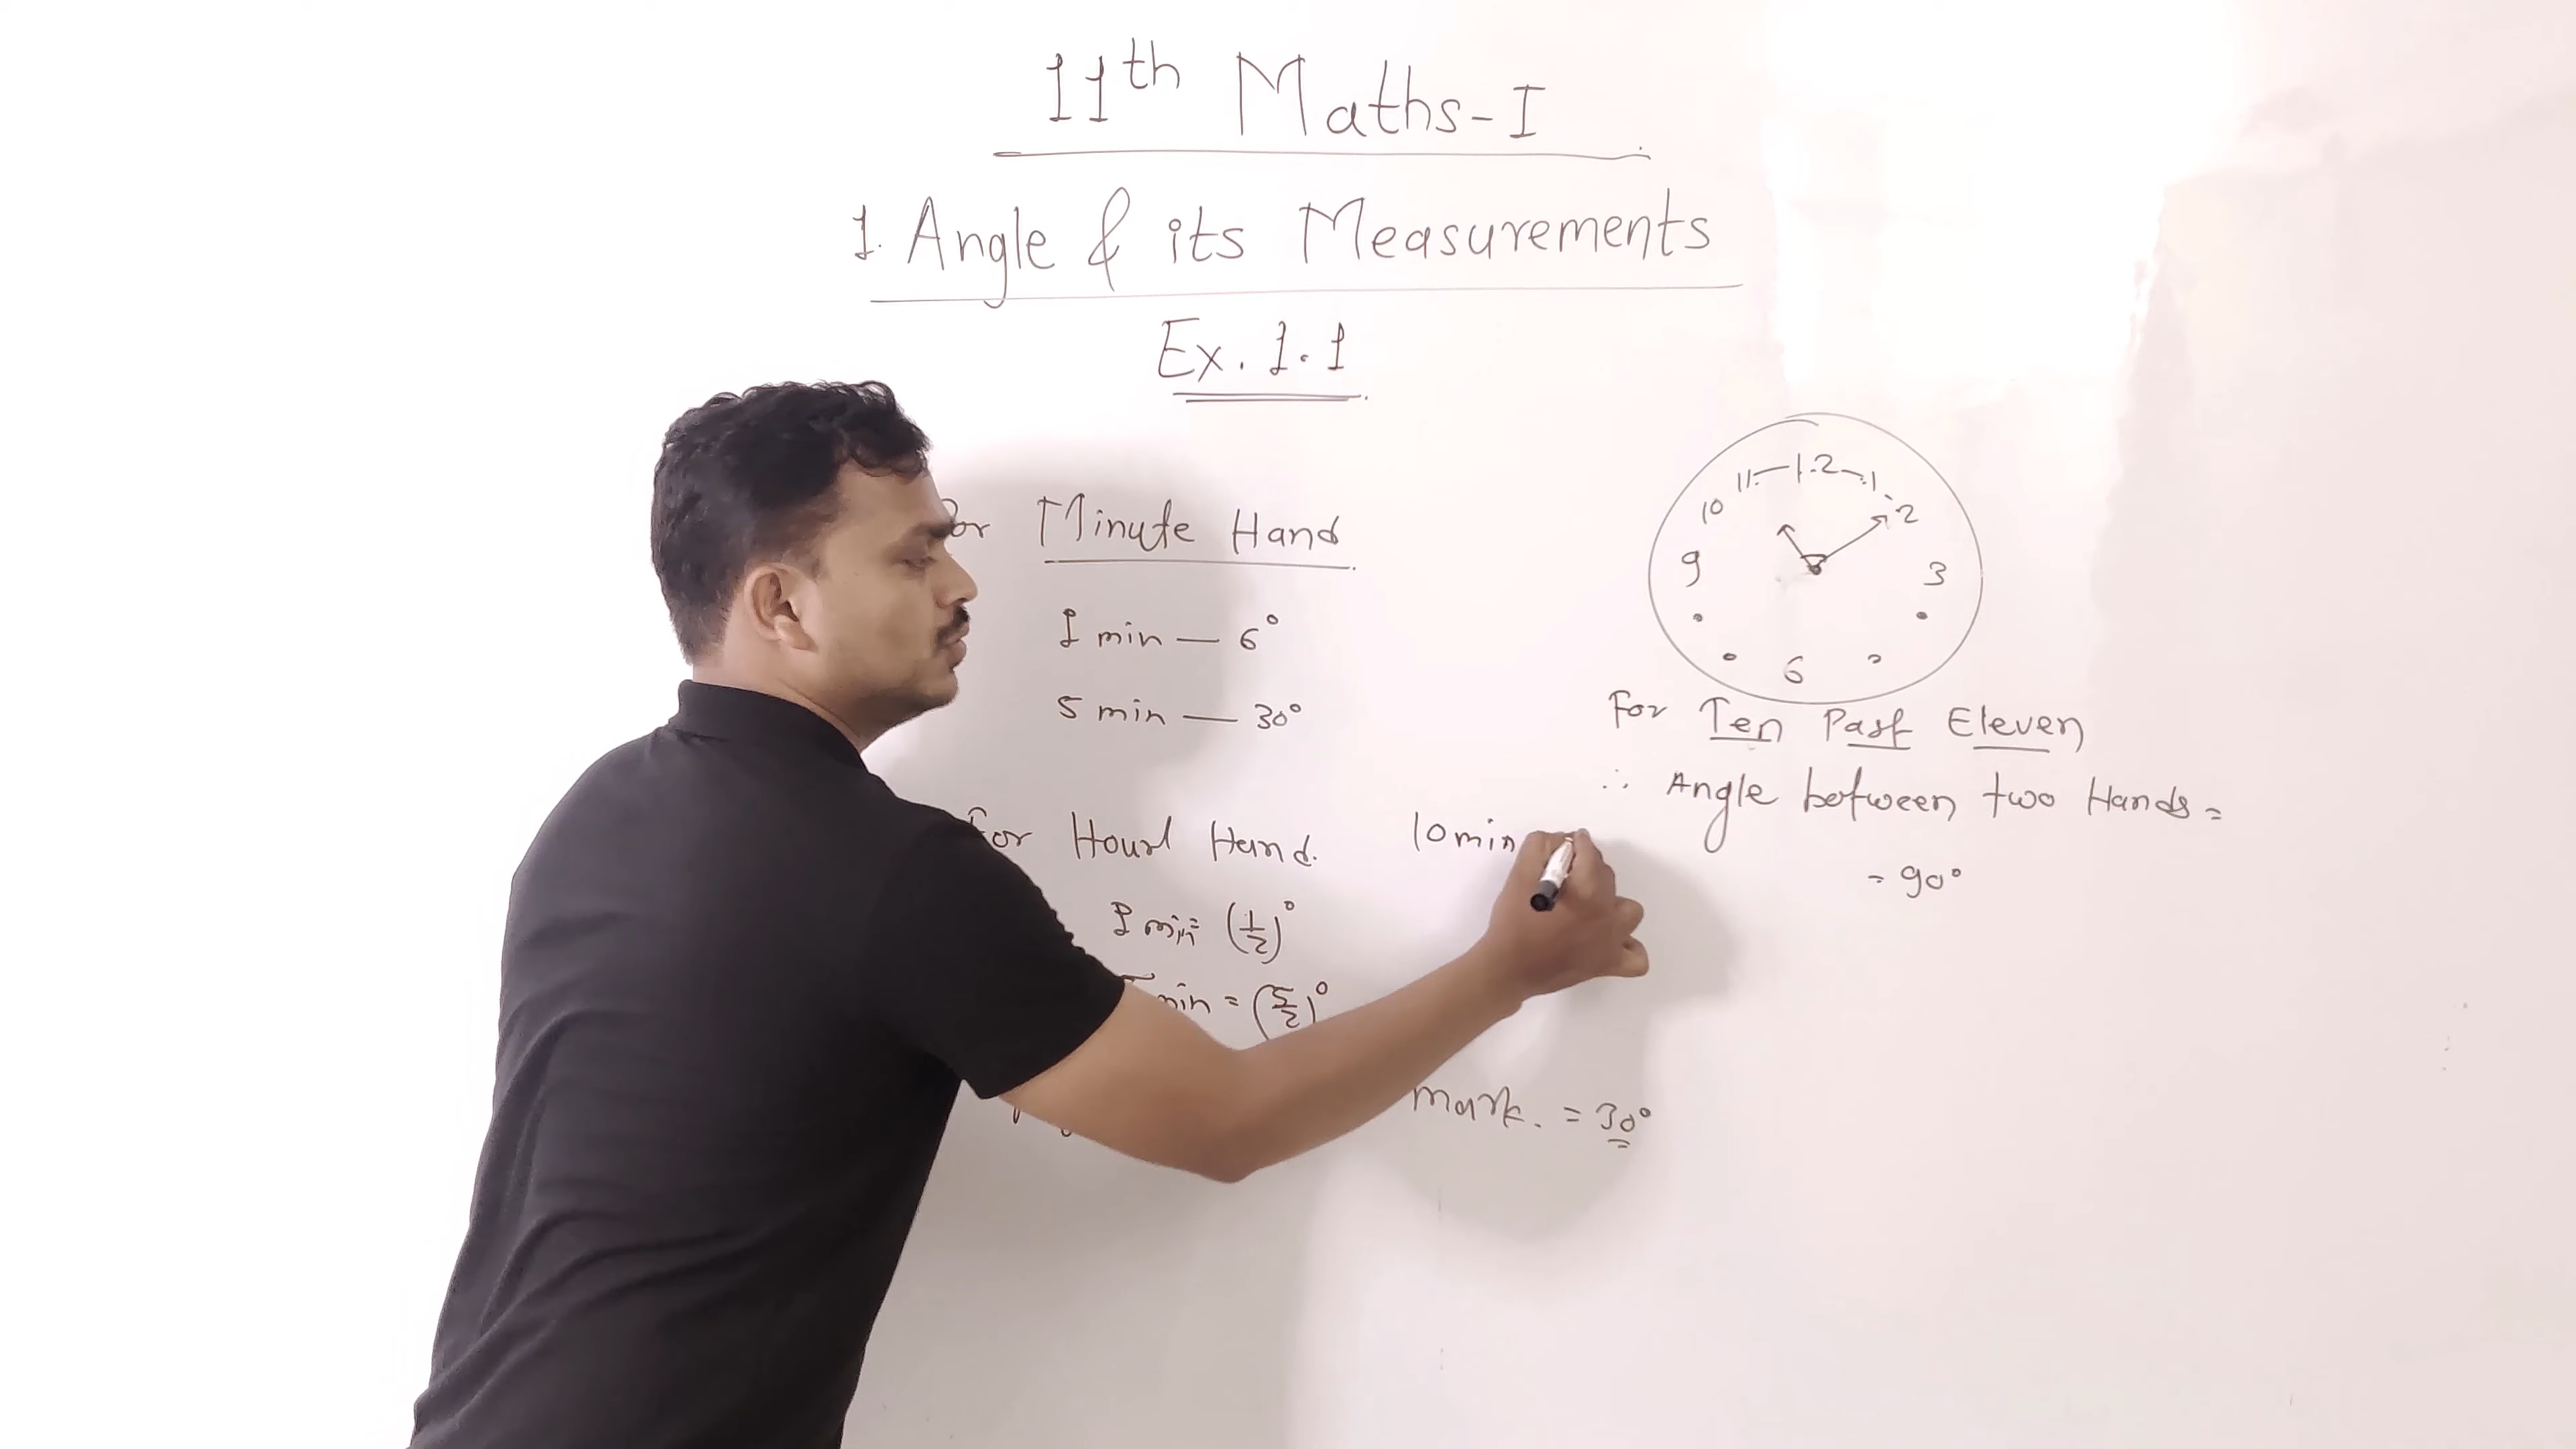 11th Maths-I
1. Angle & its Measurements
Ex. 1.1
For Minute Hand
1 min — 6°
5 min — 30°
For Hourl Hand.
1 min = (1/2)°
5 min = (5/2)°
mark. = 30°
10 min
11 12 1
10 2
9 3
6
For Ten Past Eleven
∴ Angle between two Hands =
= 90°